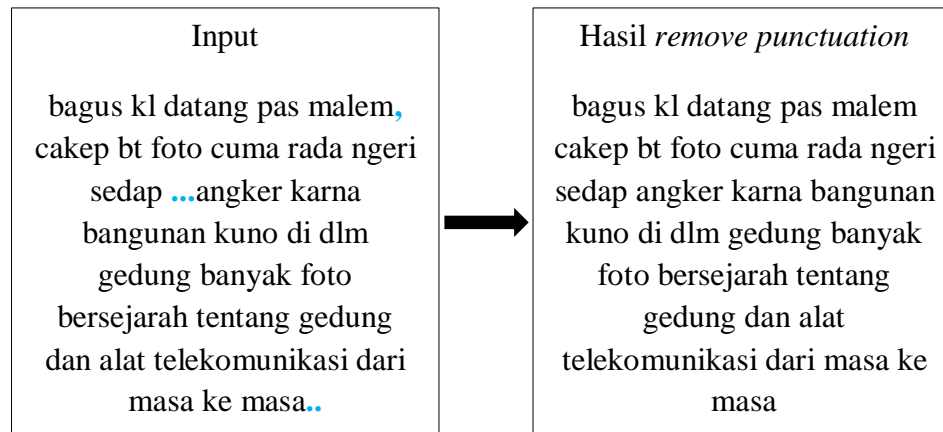 Input
bagus kl datang pas malem,
cakep bt foto cuma rada ngeri
sedap ...angker karna
bangunan kuno di dlm
gedung banyak foto
bersejarah tentang gedung
dan alat telekomunikasi dari
masa ke masa..
Hasil remove punctuation
bagus kl datang pas malem
cakep bt foto cuma rada ngeri
sedap angker karna bangunan
kuno di dlm gedung banyak
foto bersejarah tentang
gedung dan alat
telekomunikasi dari masa ke
masa